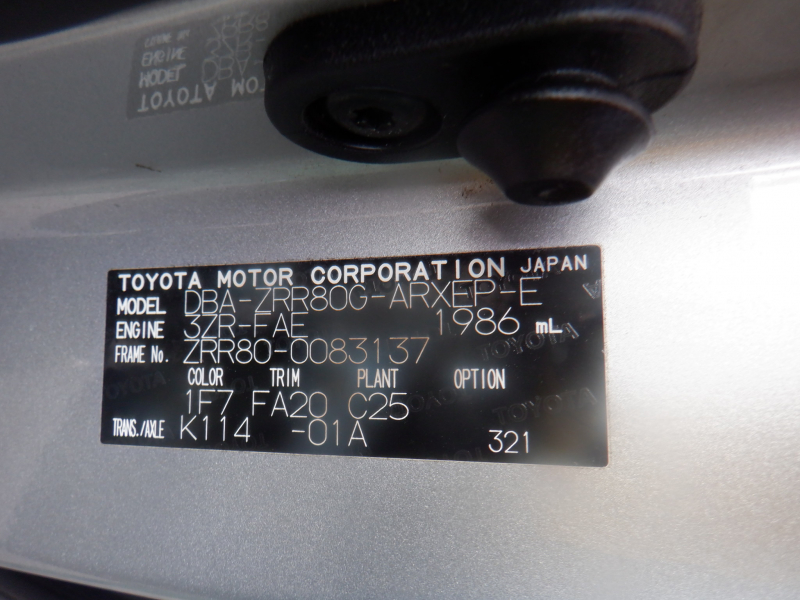 TOYOTA MOTOR CORPORATION JAPAN
MODEL DBA-ZRR80G-ARXEP-E
ENGINE 3ZR-FAE 1986 mL
FRAME No. ZRR80-0083137
COLOR TRIM PLANT OPTION
1F7 FA20 C25
TRANS./AXLE K114 -01A 321